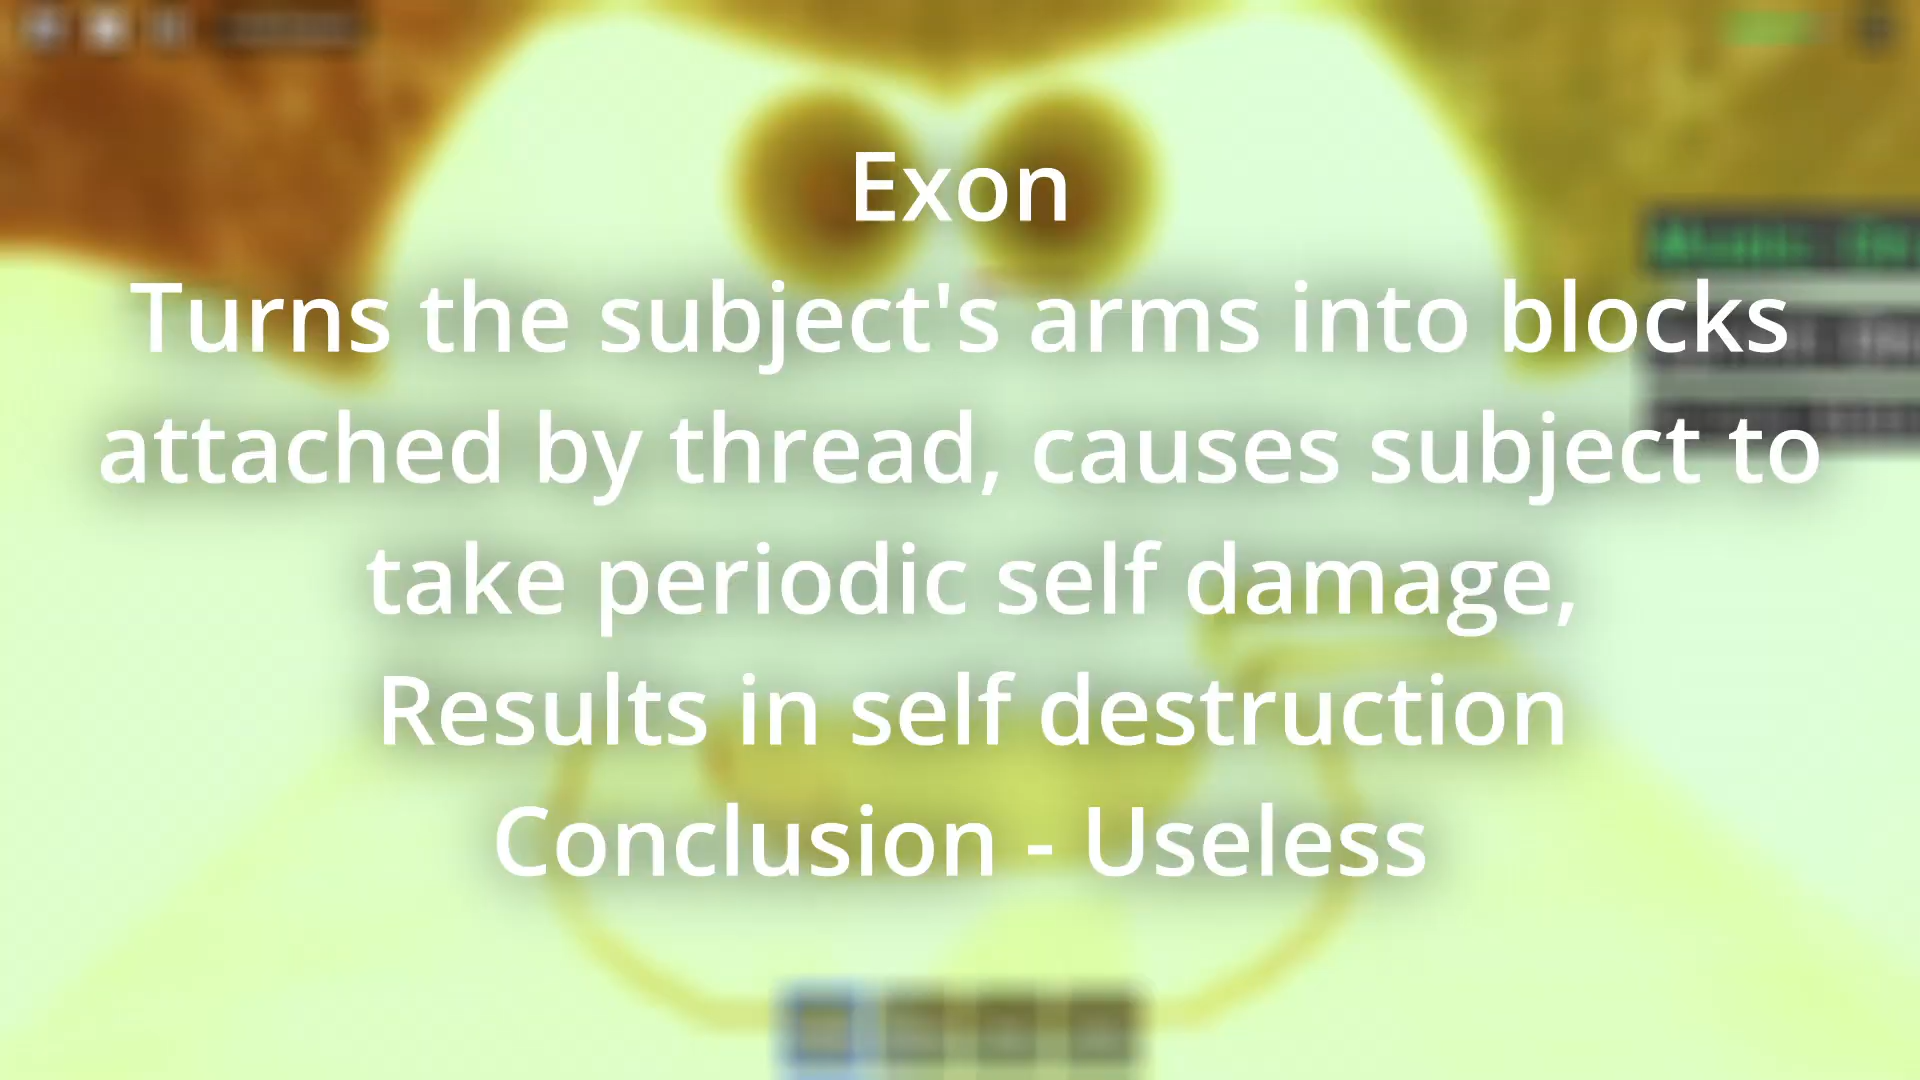 Exon
Turns the subject's arms into blocks
attached by thread, causes subject to
take periodic self damage,
Results in self destruction
Conclusion - Useless